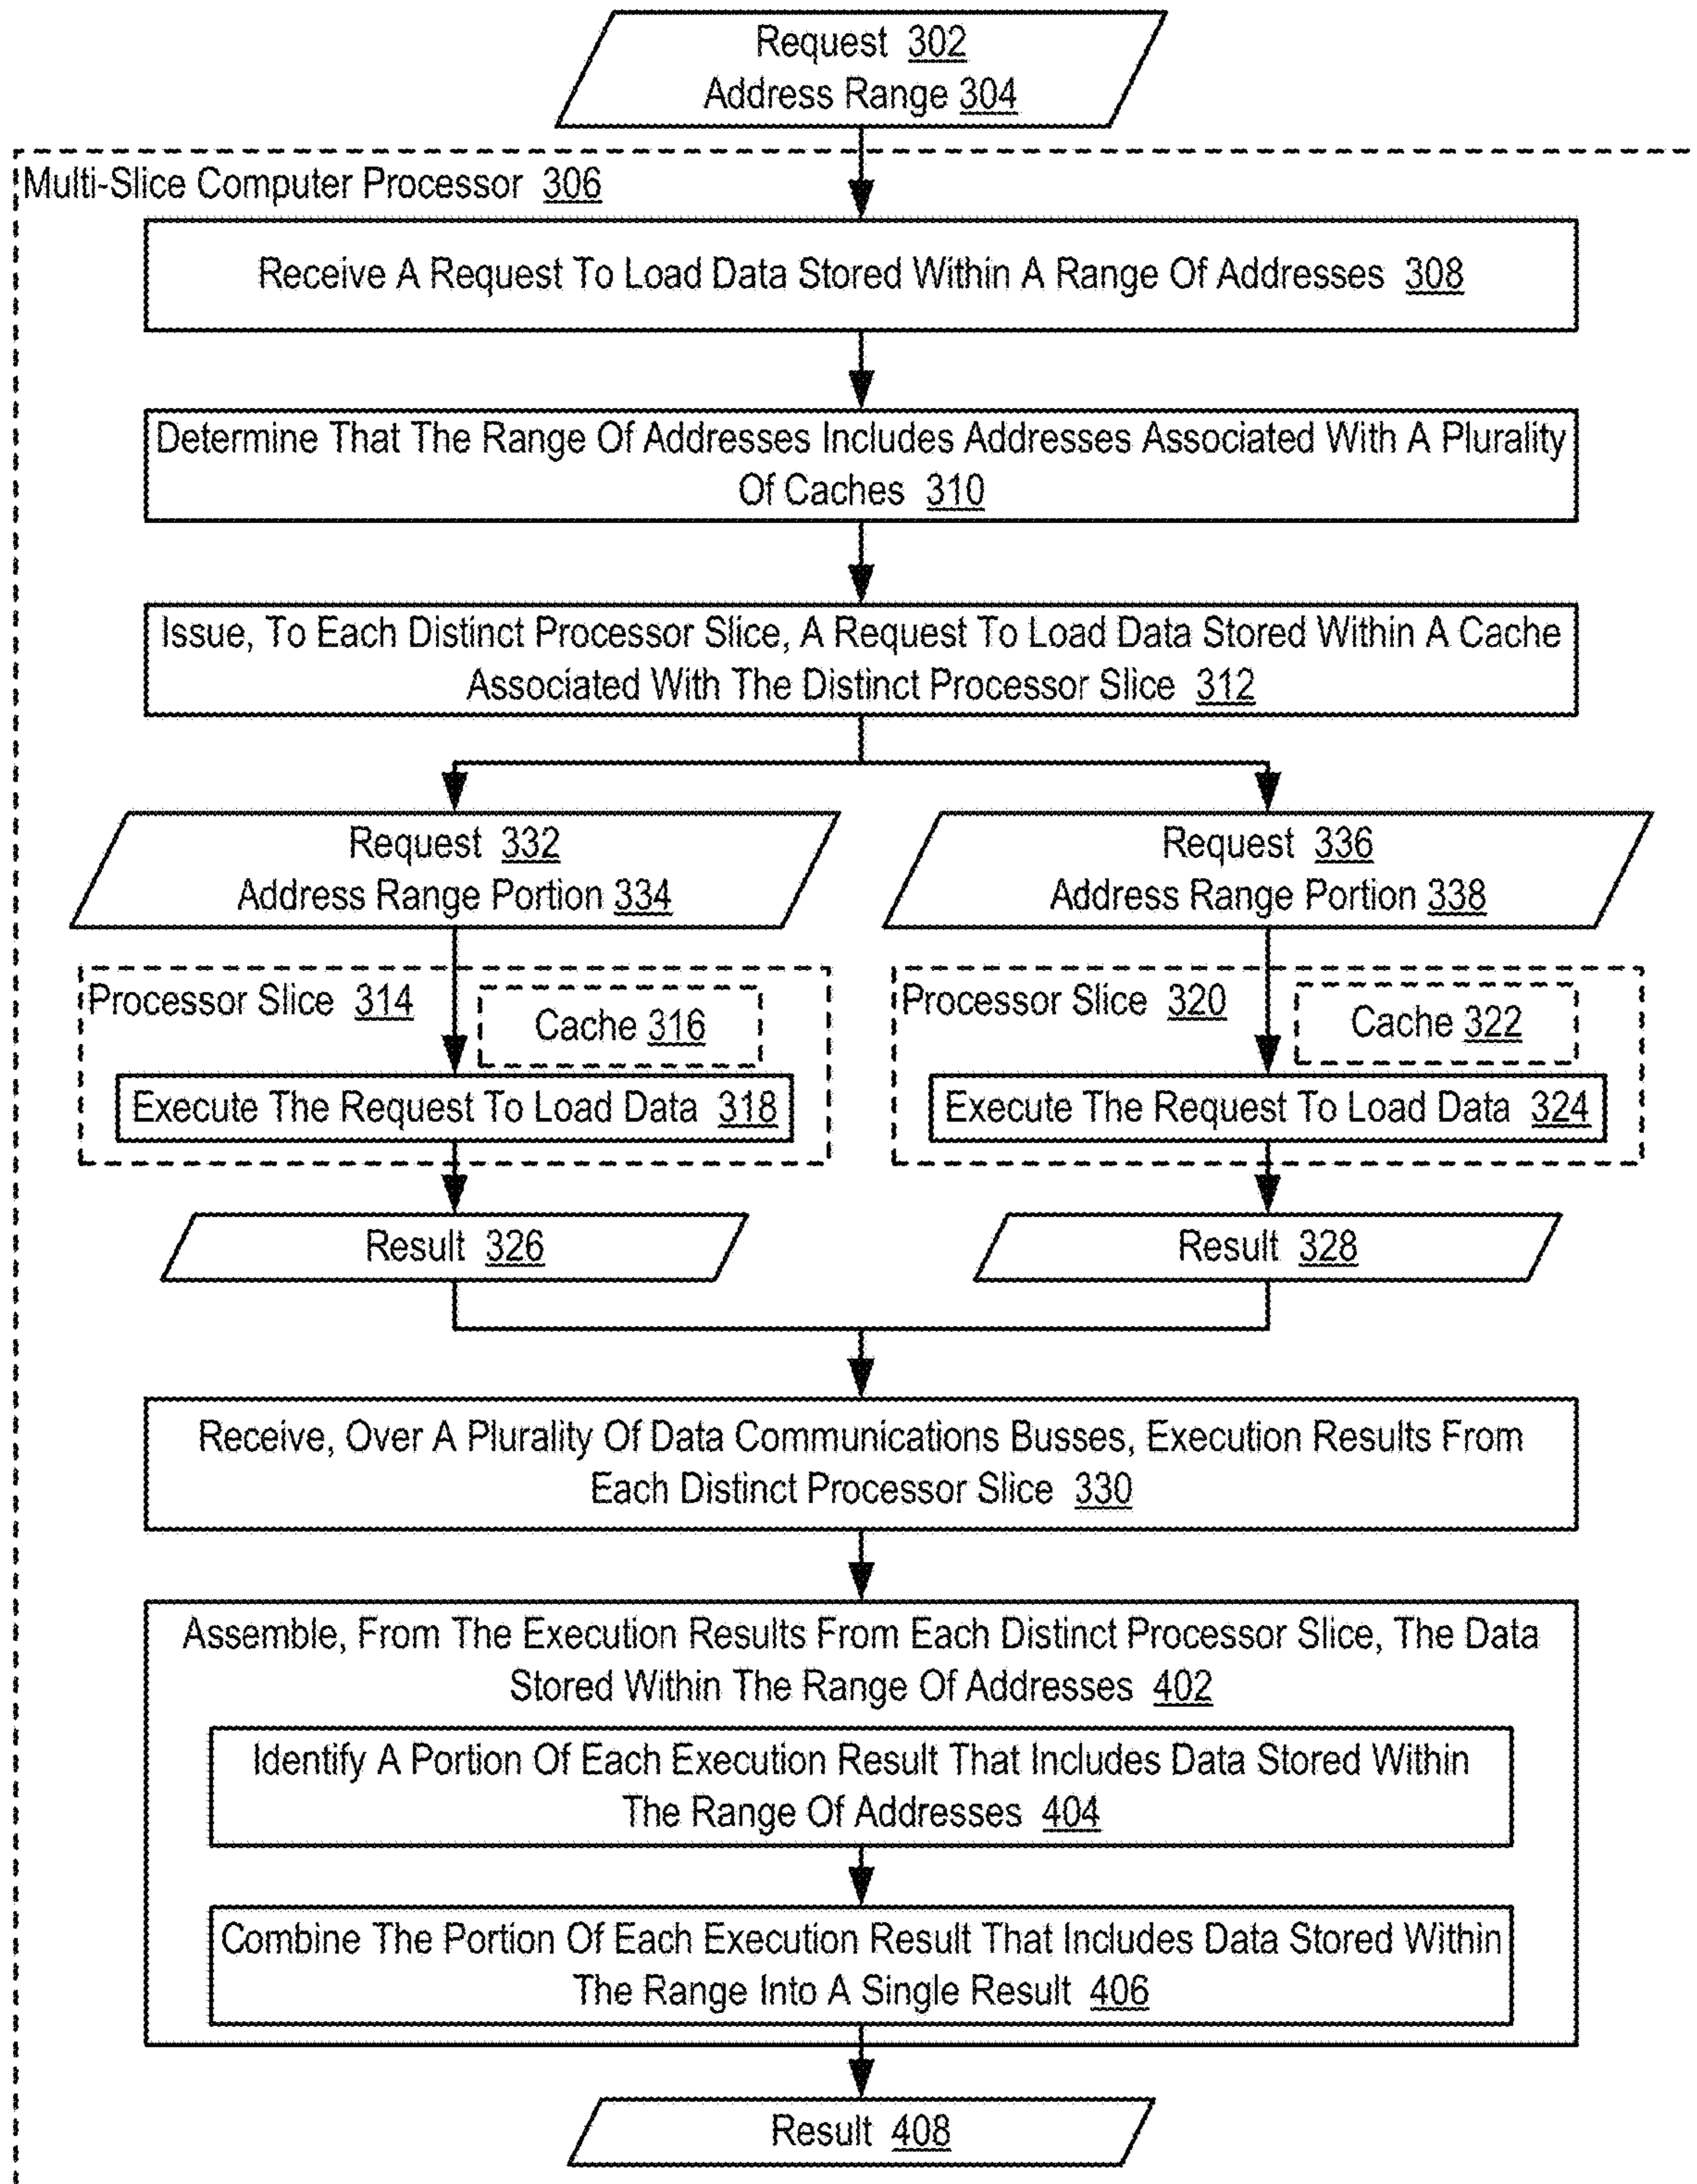 Request 302
Address Range 304
Multi-Slice Computer Processor 306
Receive A Request To Load Data Stored Within A Range Of Addresses 308
Determine That The Range Of Addresses Includes Addresses Associated With A Plurality
Of Caches 310
Issue, To Each Distinct Processor Slice, A Request To Load Data Stored Within A Cache
Associated With The Distinct Processor Slice 312
Request 332
Address Range Portion 334
Request 336
Address Range Portion 338
Processor Slice 314
Cache 316
Execute The Request To Load Data 318
Processor Slice 320
Cache 322
Execute The Request To Load Data 324
Result 326
Result 328
Receive, Over A Plurality Of Data Communications Busses, Execution Results From
Each Distinct Processor Slice 330
Assemble, From The Execution Results From Each Distinct Processor Slice, The Data
Stored Within The Range Of Addresses 402
Identify A Portion Of Each Execution Result That Includes Data Stored Within
The Range Of Addresses 404
Combine The Portion Of Each Execution Result That Includes Data Stored Within
The Range Into A Single Result 406
Result 408